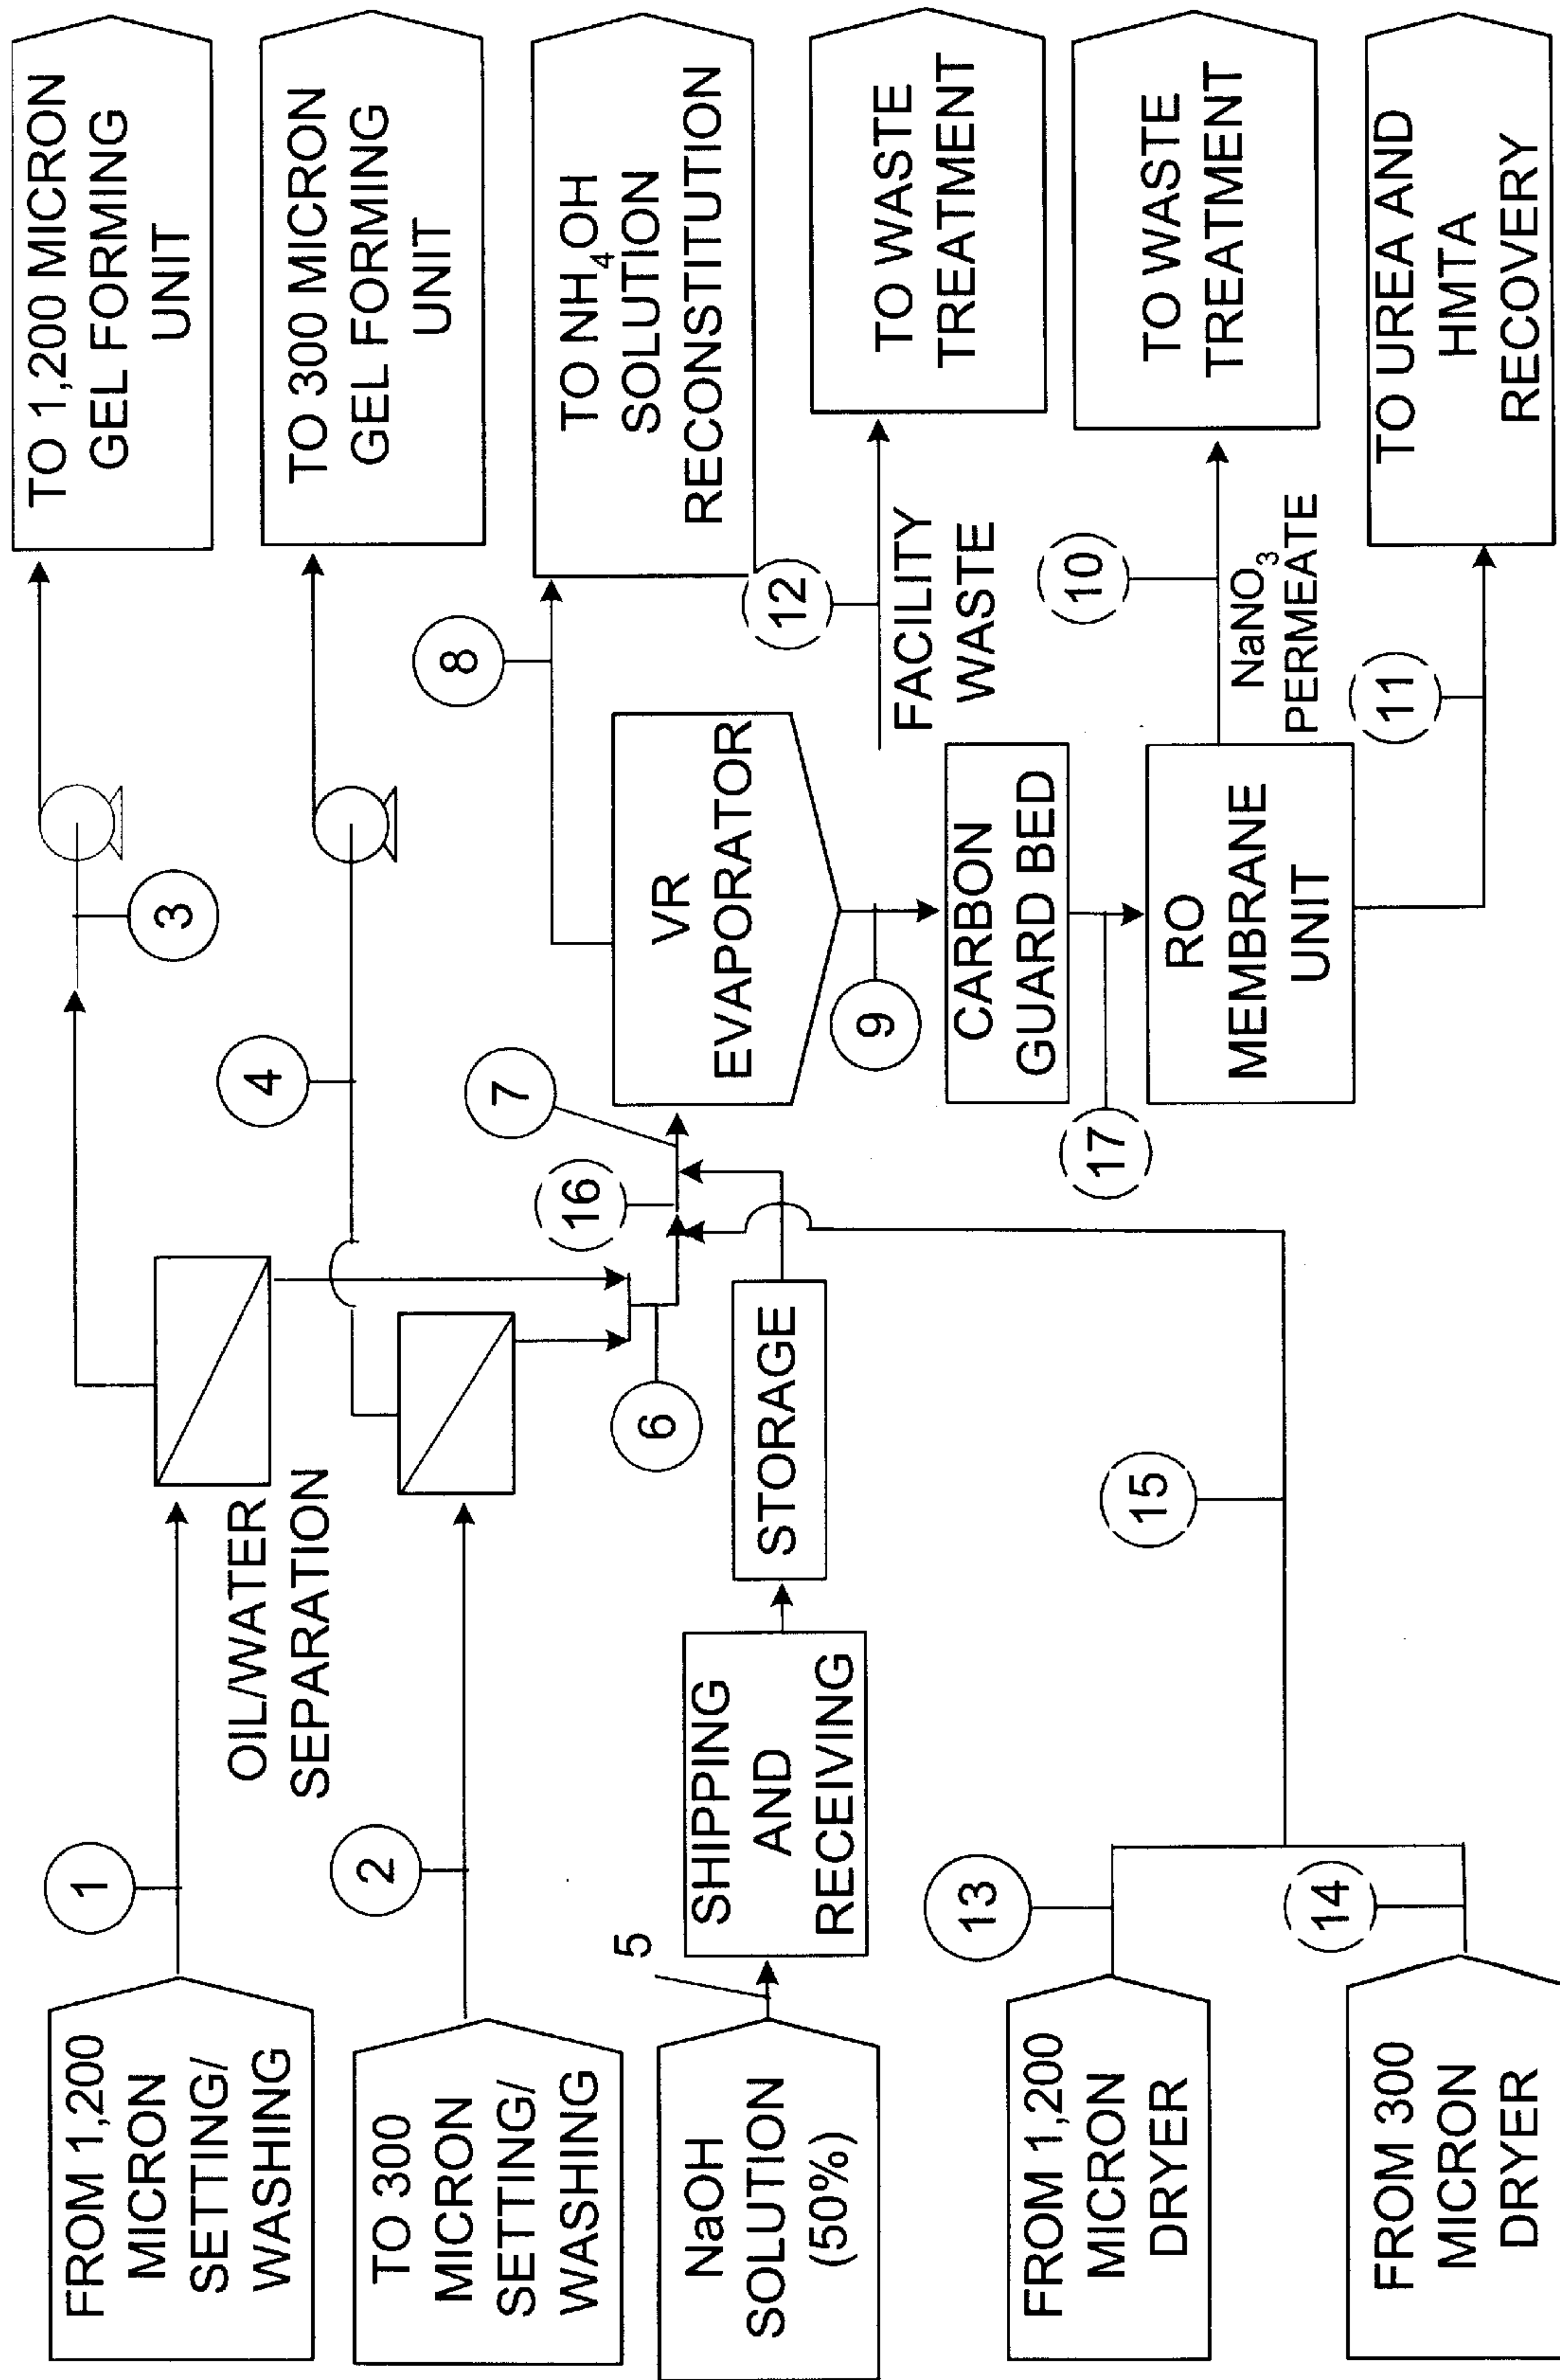 FROM 1,200
MICRON
SETTING/
WASHING
1
OIL/WATER
SEPARATION
3
TO 1,200 MICRON
GEL FORMING
UNIT
TO 300
MICRON
SETTING/
WASHING
2
4
TO 300 MICRON
GEL FORMING
UNIT
NaOH
SOLUTION
(50%)
5
SHIPPING
AND
RECEIVING
STORAGE
6
16
7
VR
EVAPORATOR
8
TO NH4OH
SOLUTION
RECONSTITUTION
9
12
FACILITY
WASTE
TO WASTE
TREATMENT
CARBON
GUARD BED
17
RO
MEMBRANE
UNIT
10
NaNO3
PERMEATE
TO WASTE
TREATMENT
11
TO UREA AND
HMTA
RECOVERY
FROM 1,200
MICRON
DRYER
13
15
FROM 300
MICRON
DRYER
14